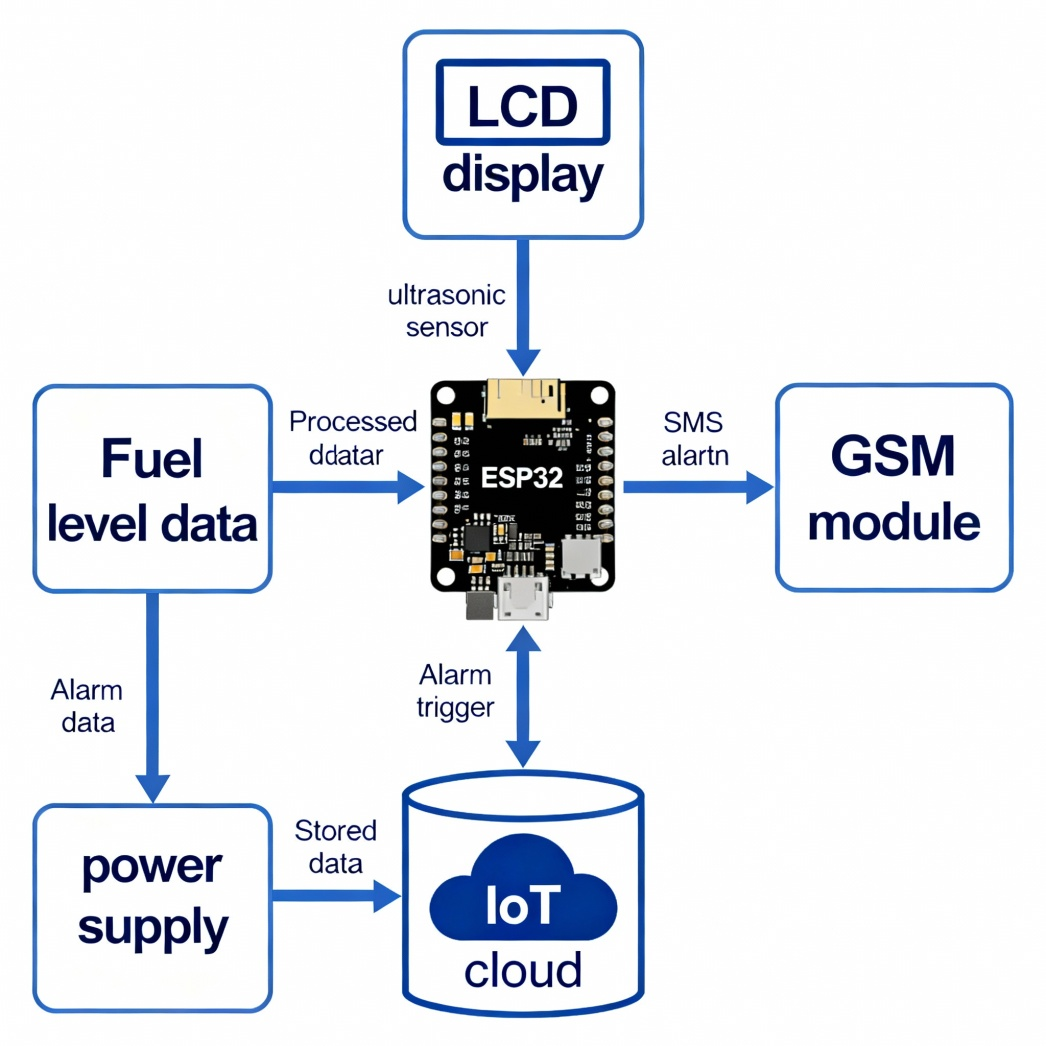 LCD
display
ultrasonic
sensor
Processed
ddatar
Fuel
level data
ESP32
SMS
alartn
GSM
module
Alarm
data
Alarm
trigger
power
supply
Stored
data
IoT
cloud